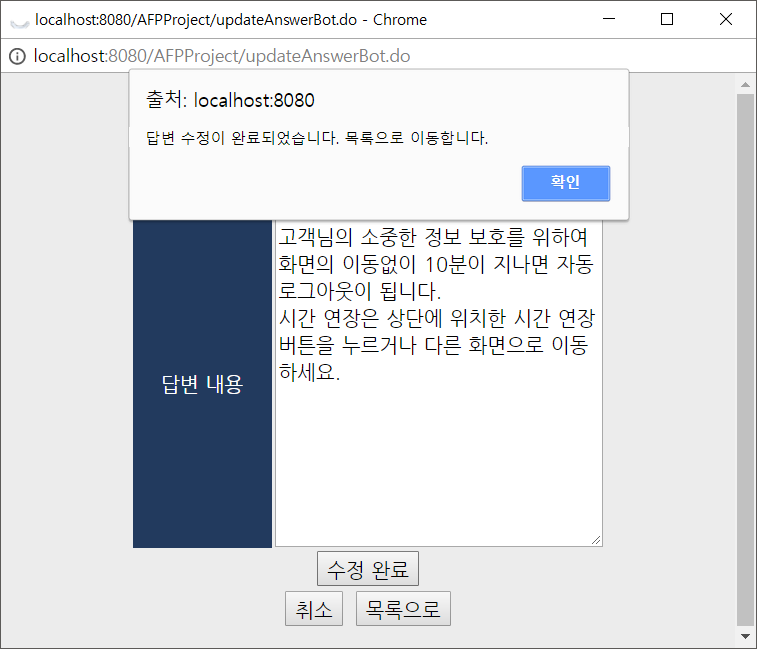 localhost:8080/AFPProject/updateAnswerBot.do - Chrome
localhost:8080/AFPProject/updateAnswerBot.do
출처: localhost:8080
답변 수정이 완료되었습니다. 목록으로 이동합니다.
확인
고객님의 소중한 정보 보호를 위하여
화면의 이동없이 10분이 지나면 자동
로그아웃이 됩니다.
시간 연장은 상단에 위치한 시간 연장
버튼을 누르거나 다른 화면으로 이동
하세요.
답변 내용
수정 완료
취소 목록으로